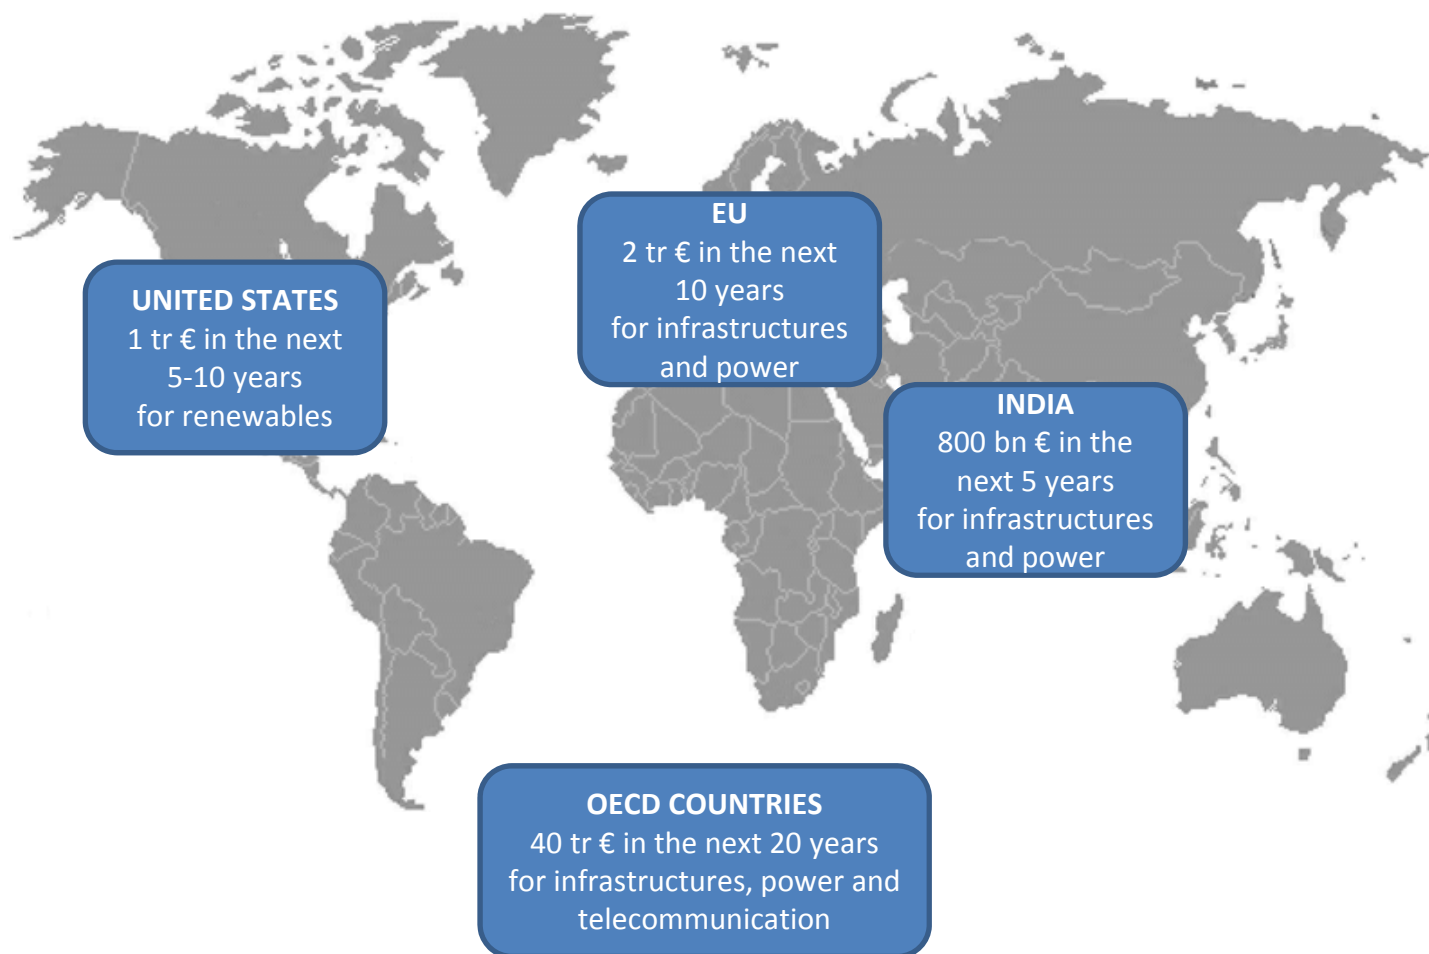 EU
2 tr € in the next
10 years
for infrastructures
and power
UNITED STATES
1 tr € in the next
5-10 years
for renewables
INDIA
800 bn € in the
next 5 years
for infrastructures
and power
OECD COUNTRIES
40 tr € in the next 20 years
for infrastructures, power and
telecommunication